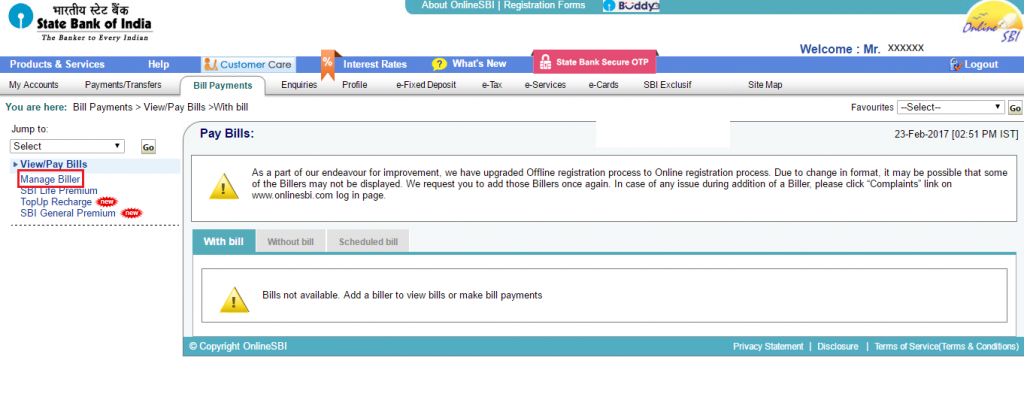 भारतीय स्टेट बैंक
State Bank of India
The Banker to Every Indian
About OnlineSBI | Registration Forms
Buddy
Online SBI
Welcome : Mr. XXXXXX
Products & Services
Help
Customer Care
%
Interest Rates
? What's New
State Bank Secure OTP
Logout
My Accounts
Payments/Transfers
Bill Payments
Enquiries
Profile
e-Fixed Deposit
e-Tax
e-Services
e-Cards
SBI Exclusif
Site Map
You are here: Bill Payments > View/Pay Bills >With bill
Favourites --Select-- Go
Jump to:
Select Go
View/Pay Bills
Manage Biller
SBI Life Premium
TopUp Recharge new
SBI General Premium new
Pay Bills:
23-Feb-2017 [02:51 PM IST]
As a part of our endeavour for improvement, we have upgraded Offline registration process to Online registration process. Due to change in format, it may be possible that some
of the Billers may not be displayed. We request you to add those Billers once again. In case of any issue during addition of a Biller, please click "Complaints" link on
www.onlinesbi.com log in page.
With bill
Without bill
Scheduled bill
Bills not available. Add a biller to view bills or make bill payments
© Copyright OnlineSBI
Privacy Statement | Disclosure | Terms of Service(Terms & Conditions)